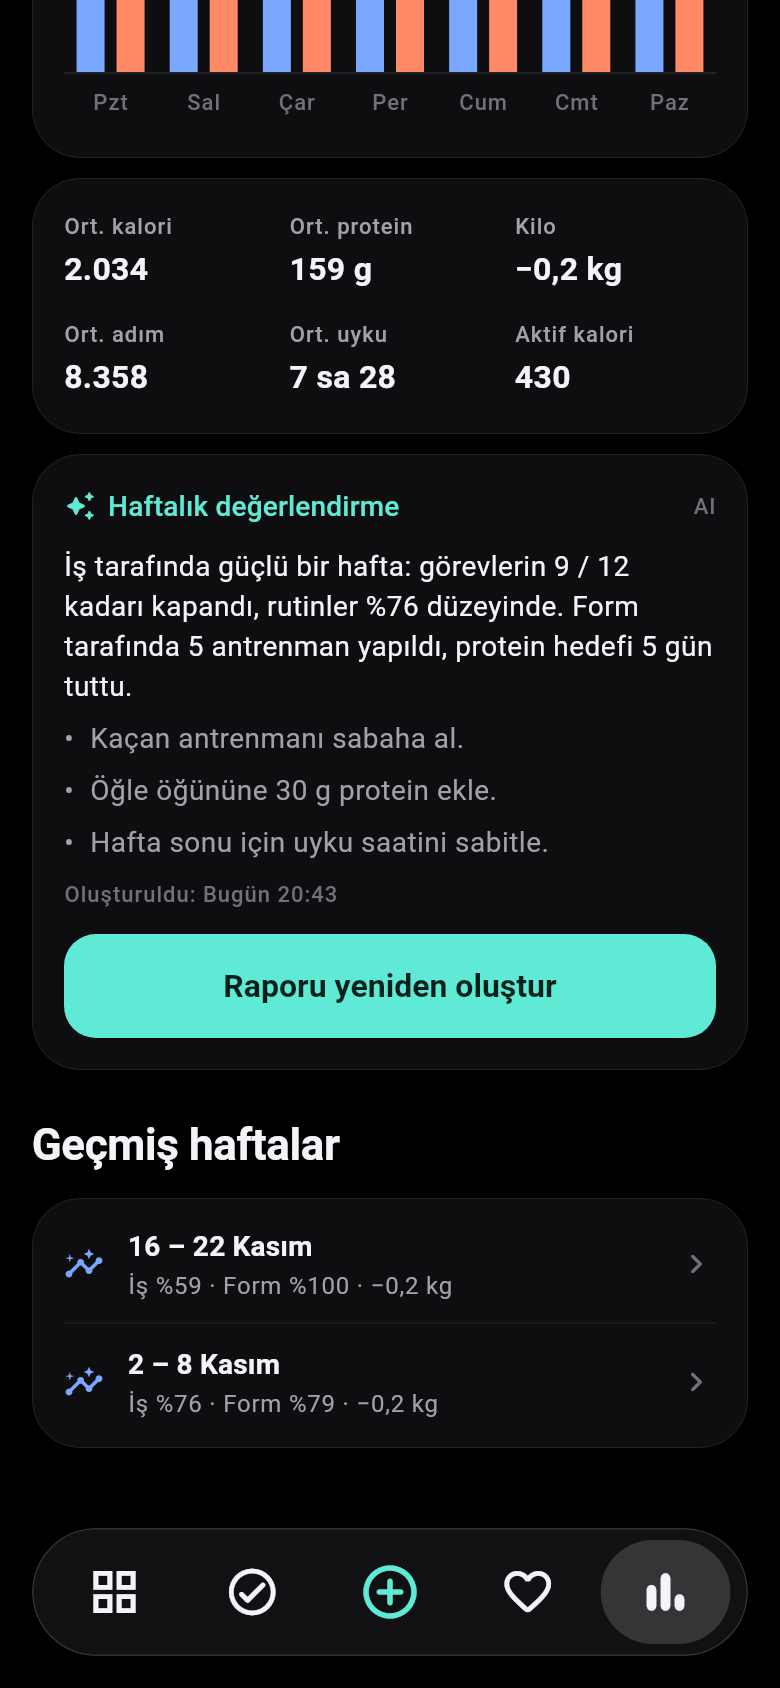 Pzt Sal Çar Per Cum Cmt Paz
Ort. kalori Ort. protein Kilo
2.034 159 g −0,2 kg
Ort. adım Ort. uyku Aktif kalori
8.358 7 sa 28 430
Haftalık değerlendirme AI
İş tarafında güçlü bir hafta: görevlerin 9 / 12
kadarı kapandı, rutinler %76 düzeyinde. Form
tarafında 5 antrenman yapıldı, protein hedefi 5 gün
tuttu.
• Kaçan antrenmanı sabaha al.
• Öğle öğününe 30 g protein ekle.
• Hafta sonu için uyku saatini sabitle.
Oluşturuldu: Bugün 20:43
Raporu yeniden oluştur
Geçmiş haftalar
16 – 22 Kasım
İş %59 · Form %100 · −0,2 kg
2 – 8 Kasım
İş %76 · Form %79 · −0,2 kg